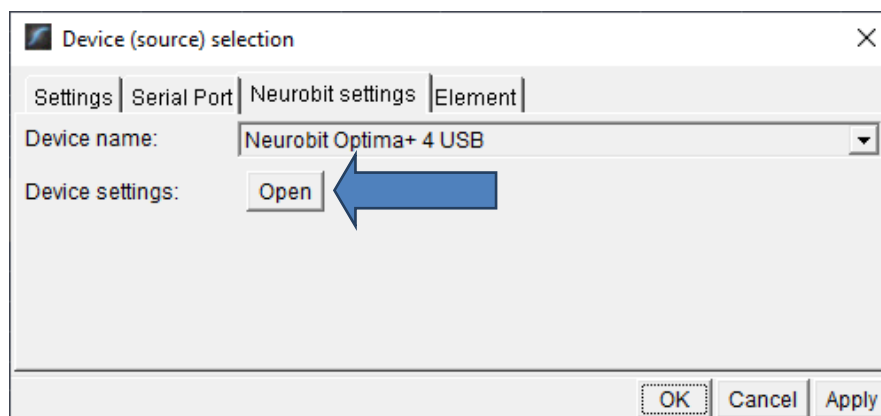 Device (source) selection
Settings Serial Port Neurobit settings Element
Device name: Neurobit Optima+ 4 USB
Device settings: Open
OK Cancel Apply